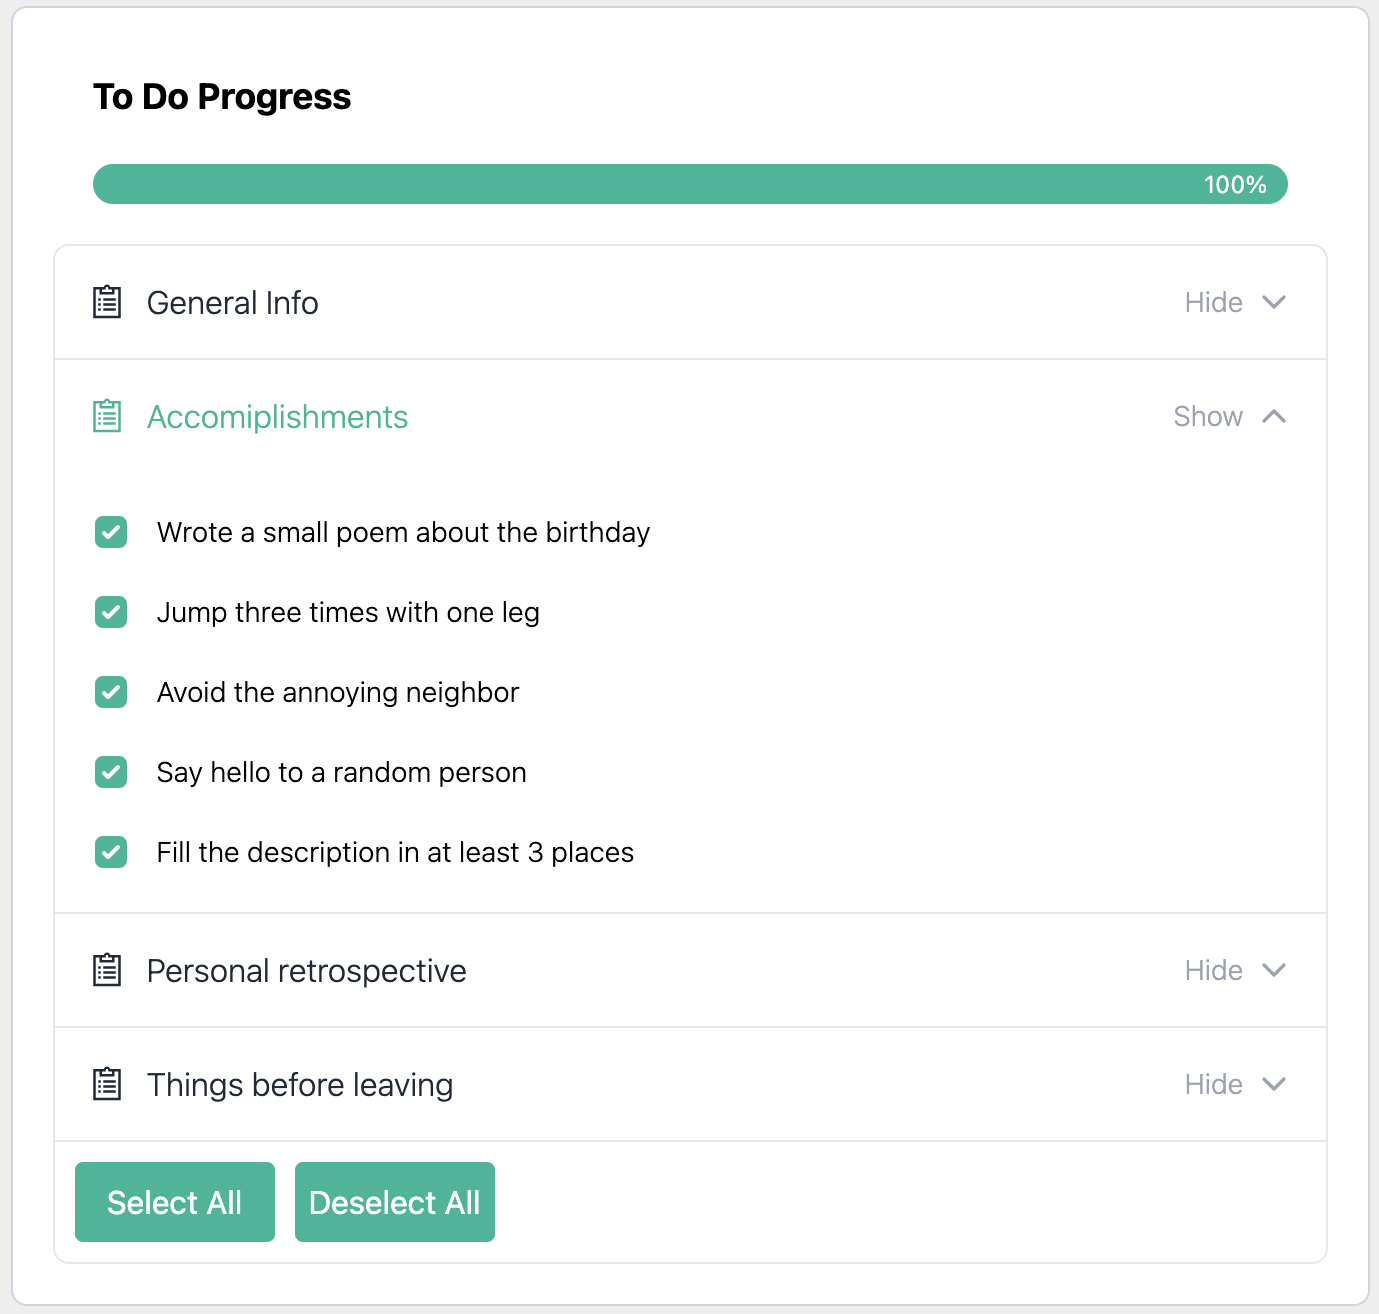 To Do Progress
100%
General Info
Hide
Accomiplishments
Show
Wrote a small poem about the birthday
Jump three times with one leg
Avoid the annoying neighbor
Say hello to a random person
Fill the description in at least 3 places
Personal retrospective
Hide
Things before leaving
Hide
Select All
Deselect All